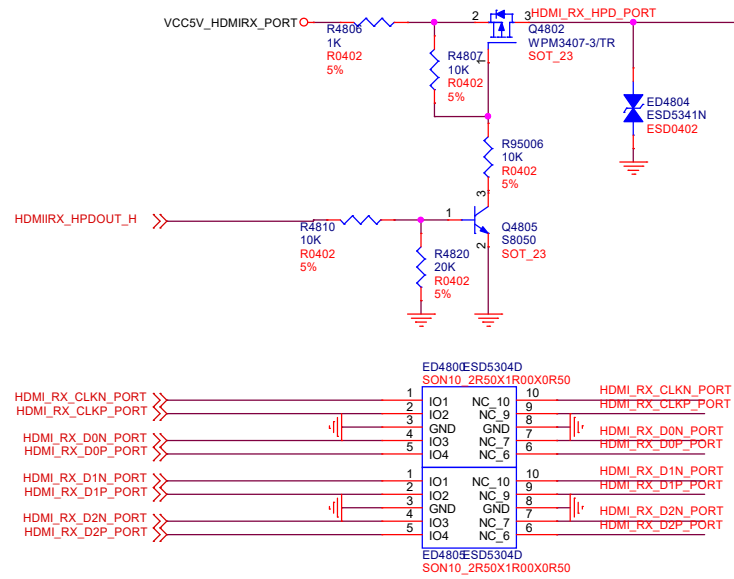 VCC5V_HDMIRX_PORT
R4806
1K
R0402
5%
2
3
HDMI_RX_HPD_PORT
Q4802
WPM3407-3/TR
SOT_23
1
R4807
10K
R0402
5%
ED4804
ESD5341N
ESD0402
R95006
10K
R0402
5%
HDMIIRX_HPDOUT_H
R4810
10K
R0402
5%
1
3
2
Q4805
S8050
SOT_23
R4820
20K
R0402
5%
ED4800 ESD5304D
SON10_2R50X1R00X0R50
HDMI_RX_CLKN_PORT 1 IO1 NC_10 10 HDMI_RX_CLKN_PORT
HDMI_RX_CLKP_PORT 2 IO2 NC_9 9 HDMI_RX_CLKP_PORT
3 GND GND 8
HDMI_RX_D0N_PORT 4 IO3 NC_7 7 HDMI_RX_D0N_PORT
HDMI_RX_D0P_PORT 5 IO4 NC_6 6 HDMI_RX_D0P_PORT
HDMI_RX_D1N_PORT 1 IO1 NC_10 10 HDMI_RX_D1N_PORT
HDMI_RX_D1P_PORT 2 IO2 NC_9 9 HDMI_RX_D1P_PORT
3 GND GND 8
HDMI_RX_D2N_PORT 4 IO3 NC_7 7 HDMI_RX_D2N_PORT
HDMI_RX_D2P_PORT 5 IO4 NC_6 6 HDMI_RX_D2P_PORT
ED4805 ESD5304D
SON10_2R50X1R00X0R50